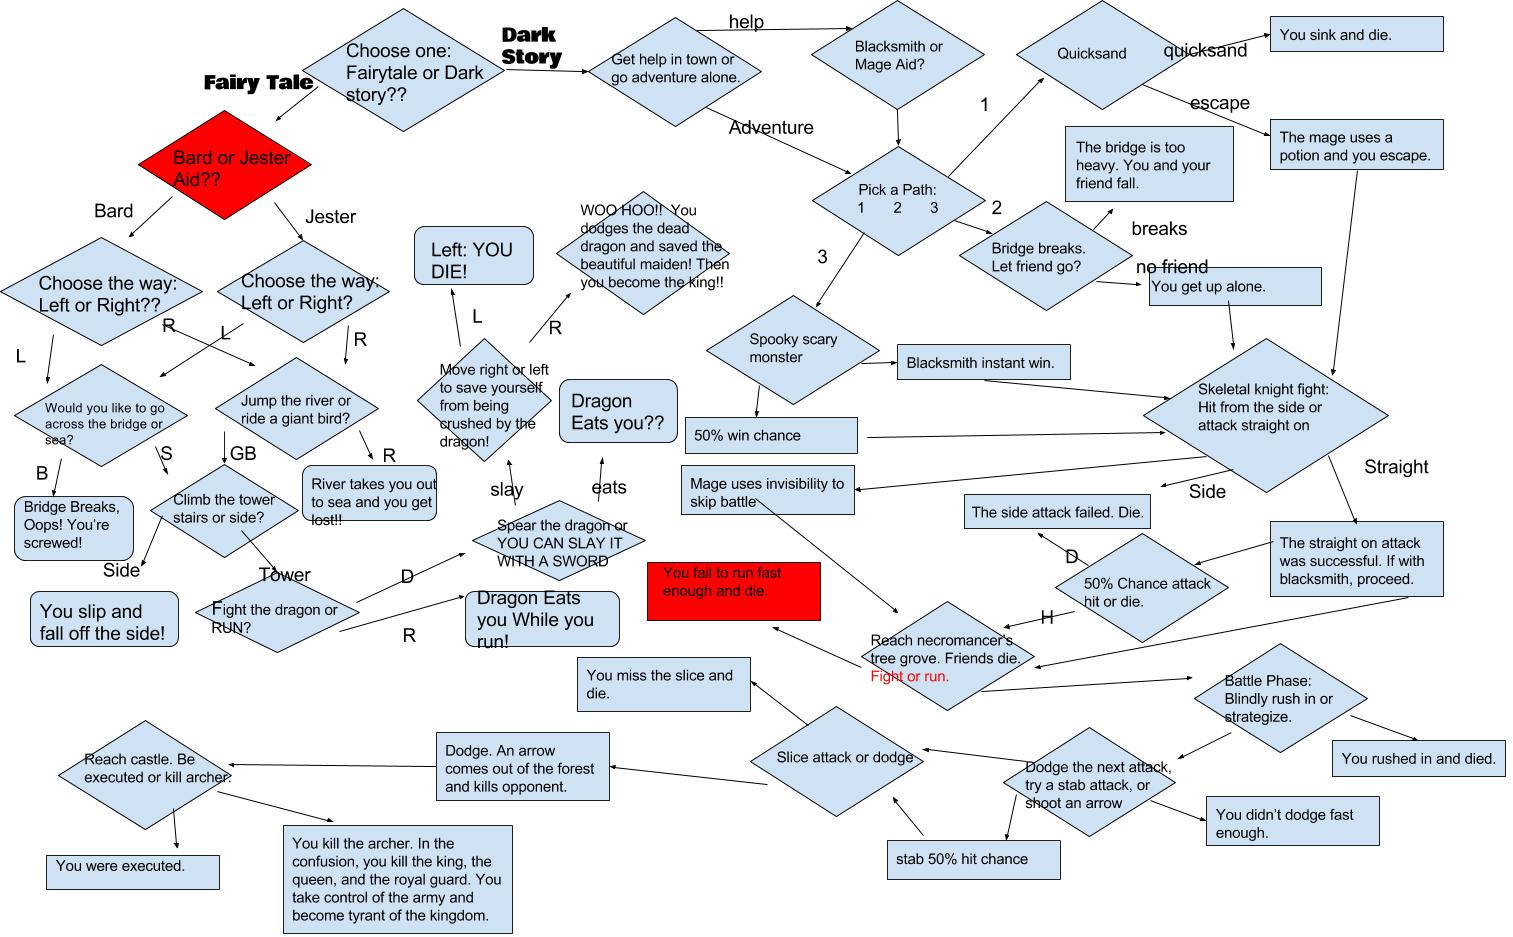 Choose one:
Fairytale or Dark
story??
Dark
Story
Fairy Tale
Get help in town or
go adventure alone.
help
Adventure
Blacksmith or
Mage Aid?
Quicksand
quicksand
You sink and die.
escape
The mage uses a
potion and you escape.
1
Pick a Path:
1 2 3
2
3
Bridge breaks.
Let friend go?
The bridge is too
heavy. You and your
friend fall.
breaks
no friend
You get up alone.
Bard or Jester
Aid??
Bard
Jester
Choose the way:
Left or Right??
Choose the way:
Left or Right?
R
L
L
R
Left: YOU
DIE!
WOO HOO!! You
dodges the dead
dragon and saved the
beautiful maiden! Then
you become the king!!
L
R
Spooky scary
monster
Blacksmith instant win.
50% win chance
Skeletal knight fight:
Hit from the side or
attack straight on
Would you like to go
across the bridge or
sea?
Jump the river or
ride a giant bird?
Move right or left
to save yourself
from being
crushed by the
dragon!
Dragon
Eats you??
B
S
GB
R
Bridge Breaks,
Oops! You're
screwed!
Climb the tower
stairs or side?
River takes you out
to sea and you get
lost!!
slay
eats
Spear the dragon or
YOU CAN SLAY IT
WITH A SWORD
Mage uses invisibility to
skip battle
Side
Straight
The side attack failed. Die.
The straight on attack
was successful. If with
blacksmith, proceed.
D
50% Chance attack
hit or die.
H
Side
Tower
You slip and
fall off the side!
Fight the dragon or
RUN?
D
R
Dragon Eats
you While you
run!
You fail to run fast
enough and die.
Reach necromancer's
tree grove. Friends die.
Fight or run.
Battle Phase:
Blindly rush in or
strategize.
You rushed in and died.
You miss the slice and
die.
Slice attack or dodge
Dodge the next attack,
try a stab attack, or
shoot an arrow
You didn't dodge fast
enough.
stab 50% hit chance
Dodge. An arrow
comes out of the forest
and kills opponent.
Reach castle. Be
executed or kill archer.
You were executed.
You kill the archer. In the
confusion, you kill the king, the
queen, and the royal guard. You
take control of the army and
become tyrant of the kingdom.